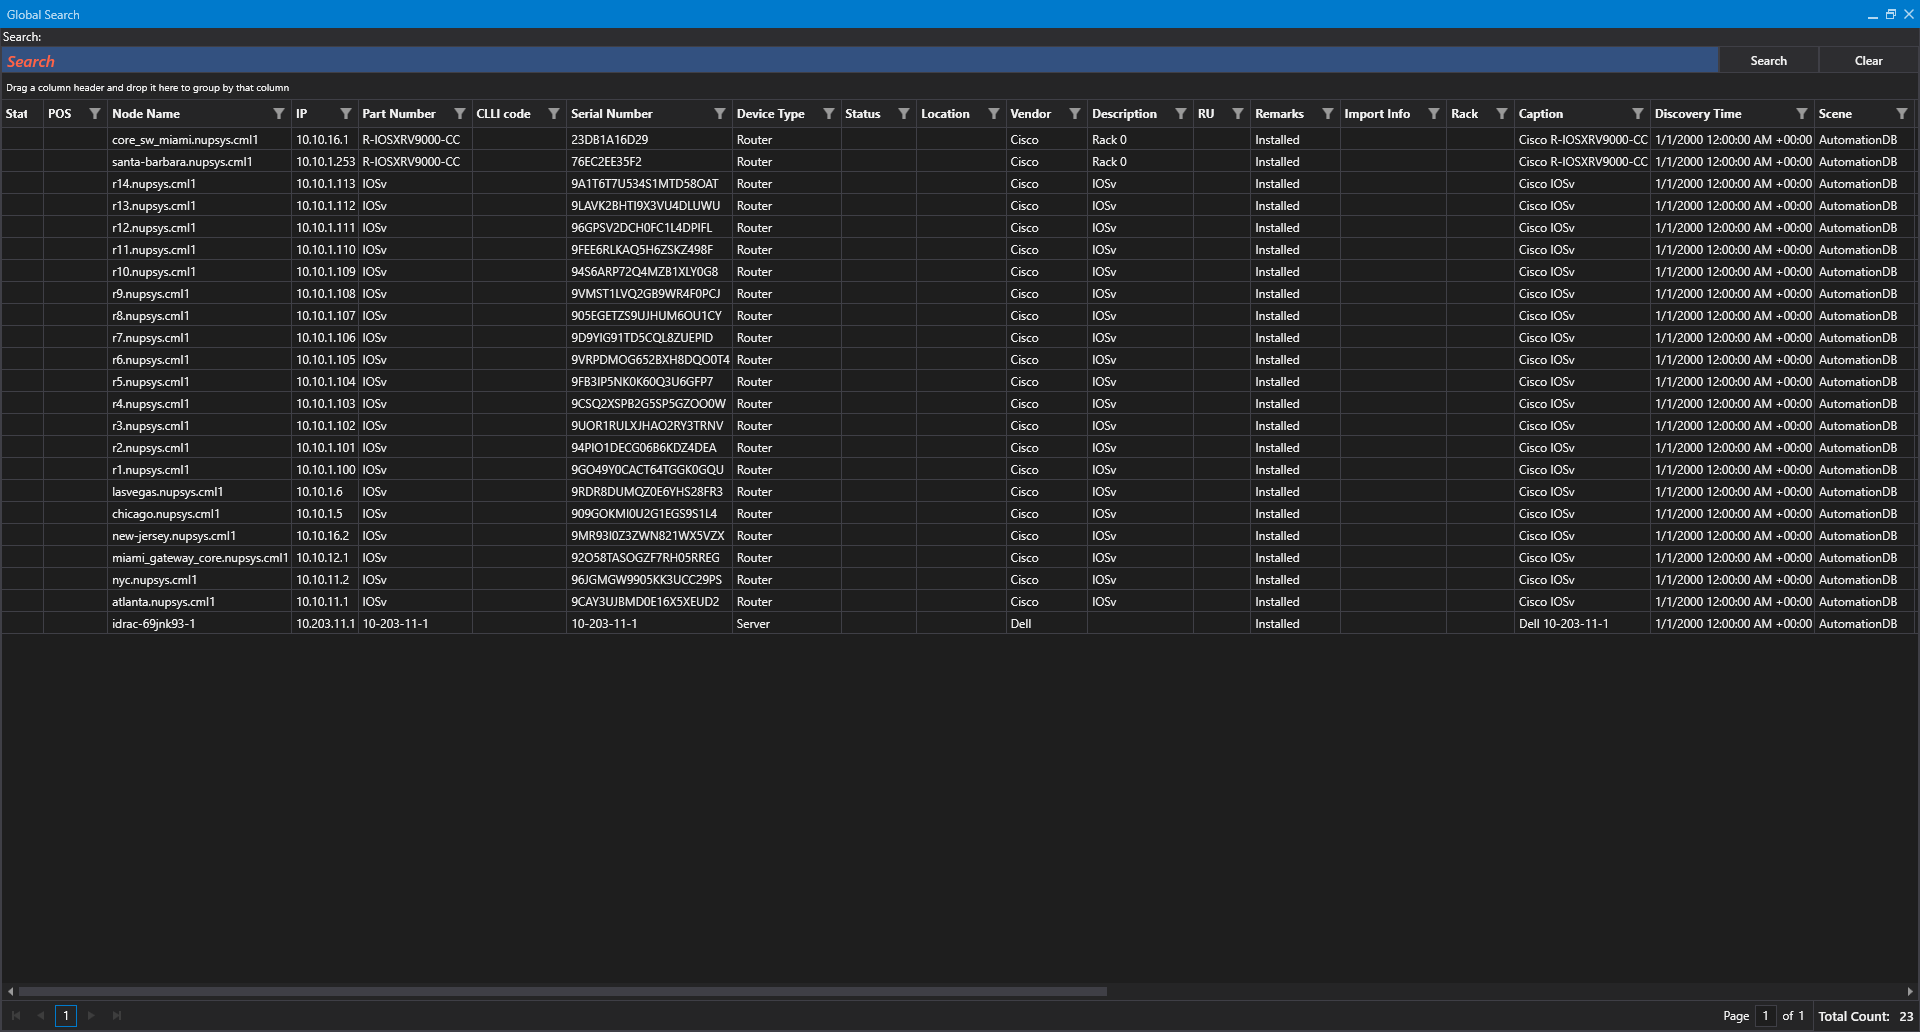 Global Search
Search:
Search Search Clear
Drag a column header and drop it here to group by that column
Stat POS Node Name IP Part Number CLLI code Serial Number Device Type Status Location Vendor Description RU Remarks Import Info Rack Caption Discovery Time Scene
core_sw_miami.nupsys.cml1 10.10.16.1 R-IOSXRV9000-CC 23DB1A16D29 Router Cisco Rack 0 Installed Cisco R-IOSXRV9000-CC 1/1/2000 12:00:00 AM +00:00 AutomationDB
santa-barbara.nupsys.cml1 10.10.1.253 R-IOSXRV9000-CC 76EC2EE35F2 Router Cisco Rack 0 Installed Cisco R-IOSXRV9000-CC 1/1/2000 12:00:00 AM +00:00 AutomationDB
r14.nupsys.cml1 10.10.1.113 IOSv 9A1T6T7U534S1MTD58OAT Router Cisco IOSv Installed Cisco IOSv 1/1/2000 12:00:00 AM +00:00 AutomationDB
r13.nupsys.cml1 10.10.1.112 IOSv 9LAVK2BHTI9X3VU4DLUWU Router Cisco IOSv Installed Cisco IOSv 1/1/2000 12:00:00 AM +00:00 AutomationDB
r12.nupsys.cml1 10.10.1.111 IOSv 96GPSV2DCH0FC1L4DPIFL Router Cisco IOSv Installed Cisco IOSv 1/1/2000 12:00:00 AM +00:00 AutomationDB
r11.nupsys.cml1 10.10.1.110 IOSv 9FEE6RLKAQ5H6ZSKZ498F Router Cisco IOSv Installed Cisco IOSv 1/1/2000 12:00:00 AM +00:00 AutomationDB
r10.nupsys.cml1 10.10.1.109 IOSv 94S6ARP72Q4MZB1XLY0G8 Router Cisco IOSv Installed Cisco IOSv 1/1/2000 12:00:00 AM +00:00 AutomationDB
r9.nupsys.cml1 10.10.1.108 IOSv 9VMST1LVQ2GB9WR4F0PCJ Router Cisco IOSv Installed Cisco IOSv 1/1/2000 12:00:00 AM +00:00 AutomationDB
r8.nupsys.cml1 10.10.1.107 IOSv 905EGETZS9UJHUM6OU1CY Router Cisco IOSv Installed Cisco IOSv 1/1/2000 12:00:00 AM +00:00 AutomationDB
r7.nupsys.cml1 10.10.1.106 IOSv 9D9YIG91TD5CQL8ZUEPID Router Cisco IOSv Installed Cisco IOSv 1/1/2000 12:00:00 AM +00:00 AutomationDB
r6.nupsys.cml1 10.10.1.105 IOSv 9VRPDMOG652BXH8DQO0T4 Router Cisco IOSv Installed Cisco IOSv 1/1/2000 12:00:00 AM +00:00 AutomationDB
r5.nupsys.cml1 10.10.1.104 IOSv 9FB3IP5NK0K60Q3U6GFP7 Router Cisco IOSv Installed Cisco IOSv 1/1/2000 12:00:00 AM +00:00 AutomationDB
r4.nupsys.cml1 10.10.1.103 IOSv 9CSQ2XSPB2G5SP5GZOO0W Router Cisco IOSv Installed Cisco IOSv 1/1/2000 12:00:00 AM +00:00 AutomationDB
r3.nupsys.cml1 10.10.1.102 IOSv 9UOR1RULXJHAO2RY3TRNV Router Cisco IOSv Installed Cisco IOSv 1/1/2000 12:00:00 AM +00:00 AutomationDB
r2.nupsys.cml1 10.10.1.101 IOSv 94PIO1DECG06B6KDZ4DEA Router Cisco IOSv Installed Cisco IOSv 1/1/2000 12:00:00 AM +00:00 AutomationDB
r1.nupsys.cml1 10.10.1.100 IOSv 9GO49Y0CACT64TGGK0GQU Router Cisco IOSv Installed Cisco IOSv 1/1/2000 12:00:00 AM +00:00 AutomationDB
lasvegas.nupsys.cml1 10.10.1.6 IOSv 9RDR8DUMQZ0E6YHS28FR3 Router Cisco IOSv Installed Cisco IOSv 1/1/2000 12:00:00 AM +00:00 AutomationDB
chicago.nupsys.cml1 10.10.1.5 IOSv 909GOKMI0U2G1EGS9S1L4 Router Cisco IOSv Installed Cisco IOSv 1/1/2000 12:00:00 AM +00:00 AutomationDB
new-jersey.nupsys.cml1 10.10.16.2 IOSv 9MR93I0Z3ZWN821WX5VZX Router Cisco IOSv Installed Cisco IOSv 1/1/2000 12:00:00 AM +00:00 AutomationDB
miami_gateway_core.nupsys.cml1 10.10.12.1 IOSv 92O58TASOGZF7RH05RREG Router Cisco IOSv Installed Cisco IOSv 1/1/2000 12:00:00 AM +00:00 AutomationDB
nyc.nupsys.cml1 10.10.11.2 IOSv 96JGMGW9905KK3UCC29PS Router Cisco IOSv Installed Cisco IOSv 1/1/2000 12:00:00 AM +00:00 AutomationDB
atlanta.nupsys.cml1 10.10.11.1 IOSv 9CAY3UJBMD0E16X5XEUD2 Router Cisco IOSv Installed Cisco IOSv 1/1/2000 12:00:00 AM +00:00 AutomationDB
idrac-69jnk93-1 10.203.11.1 10-203-11-1 10-203-11-1 Server Dell Installed Dell 10-203-11-1 1/1/2000 12:00:00 AM +00:00 AutomationDB
1 Page 1 of 1 Total Count: 23